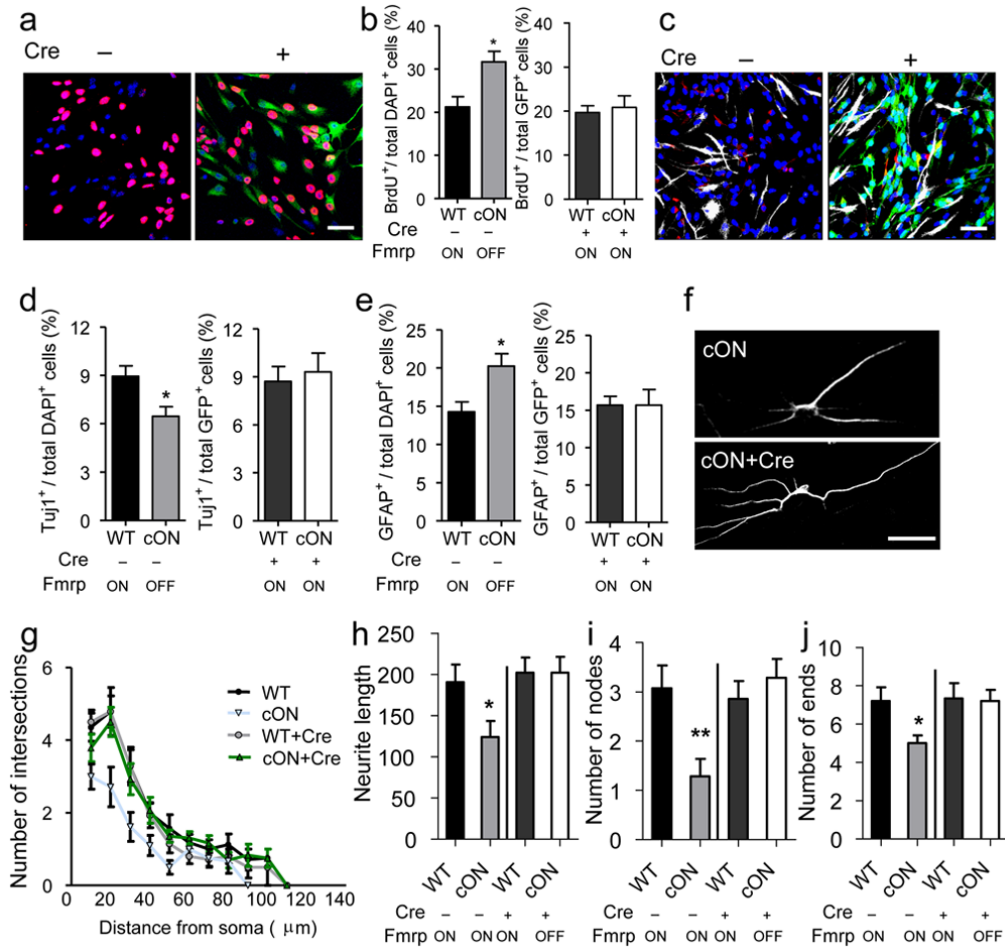 a
Cre – +
b
BrdU⁺/ total DAPI⁺ cells (%)
40
30
20
10
0
*
WT cON
BrdU⁺/ total GFP⁺cells (%)
40
30
20
10
0
WT cON
Cre – – + +
Fmrp ON OFF ON ON
c
Cre – +
d
Tuj1⁺/ total DAPI⁺ cells (%)
12
9
6
3
0
*
WT cON
Tuj1⁺/ total GFP⁺cells (%)
12
9
6
3
0
WT cON
Cre – – + +
Fmrp ON OFF ON ON
e
GFAP⁺ / total DAPI⁺ cells (%)
25
20
15
10
5
0
*
WT cON
GFAP⁺ / total GFP⁺ cells (%)
25
20
15
10
5
0
WT cON
Cre – – + +
Fmrp ON OFF ON ON
f
cON
cON+Cre
g
Number of intersections
6
4
2
0
WT
cON
WT+Cre
cON+Cre
0 20 40 60 80 100 120 140
Distance from soma ( μm)
h
Neurite length
250
200
150
100
50
0
*
WT cON WT cON
Cre – – + +
Fmrp ON ON ON OFF
i
Number of nodes
4
3
2
1
0
**
WT cON WT cON
– – + +
ON ON ON OFF
j
Number of ends
10
8
6
4
2
0
*
WT cON WT cON
Cre – – + +
Fmrp ON ON ON OFF